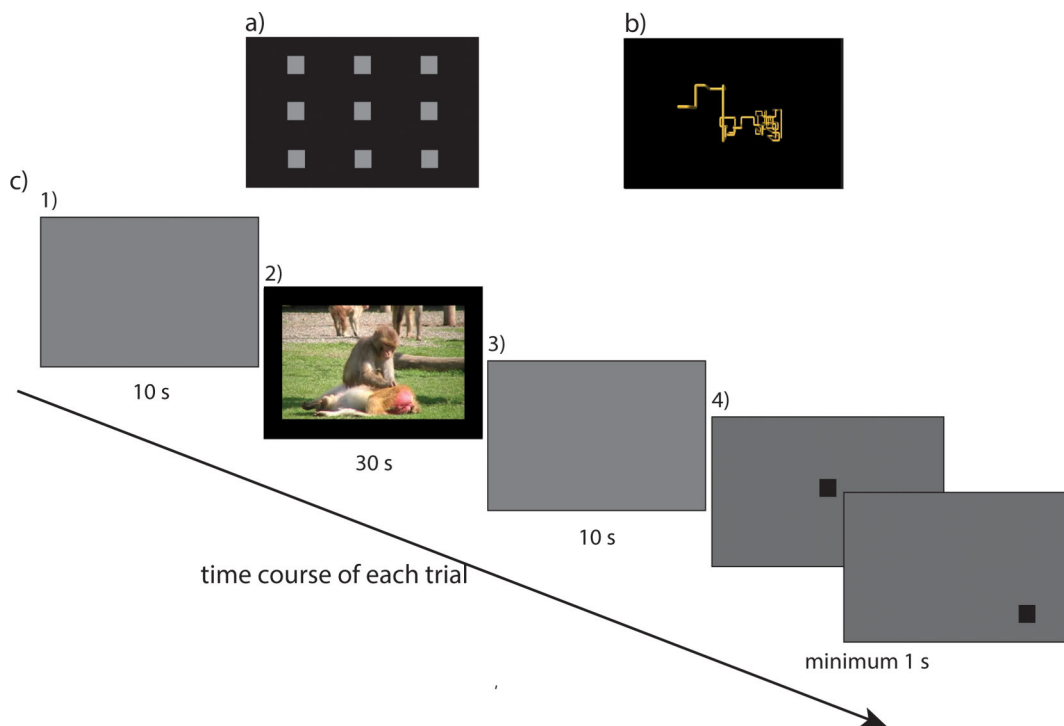 a)
b)
c)
1)
10 s
2)
30 s
3)
10 s
4)
minimum 1 s
time course of each trial